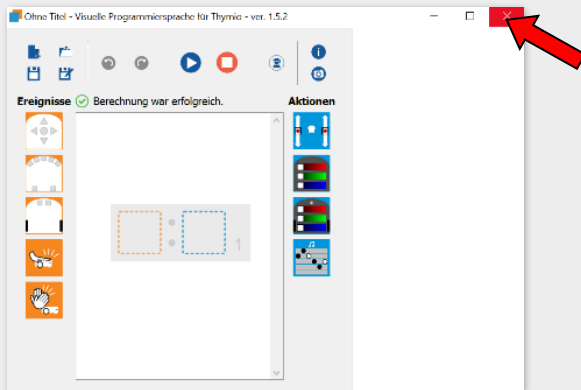 Ohne Titel - Visuelle Programmiersprache für Thymio - ver. 1.5.2
Ereignisse Berechnung war erfolgreich. Aktionen
1